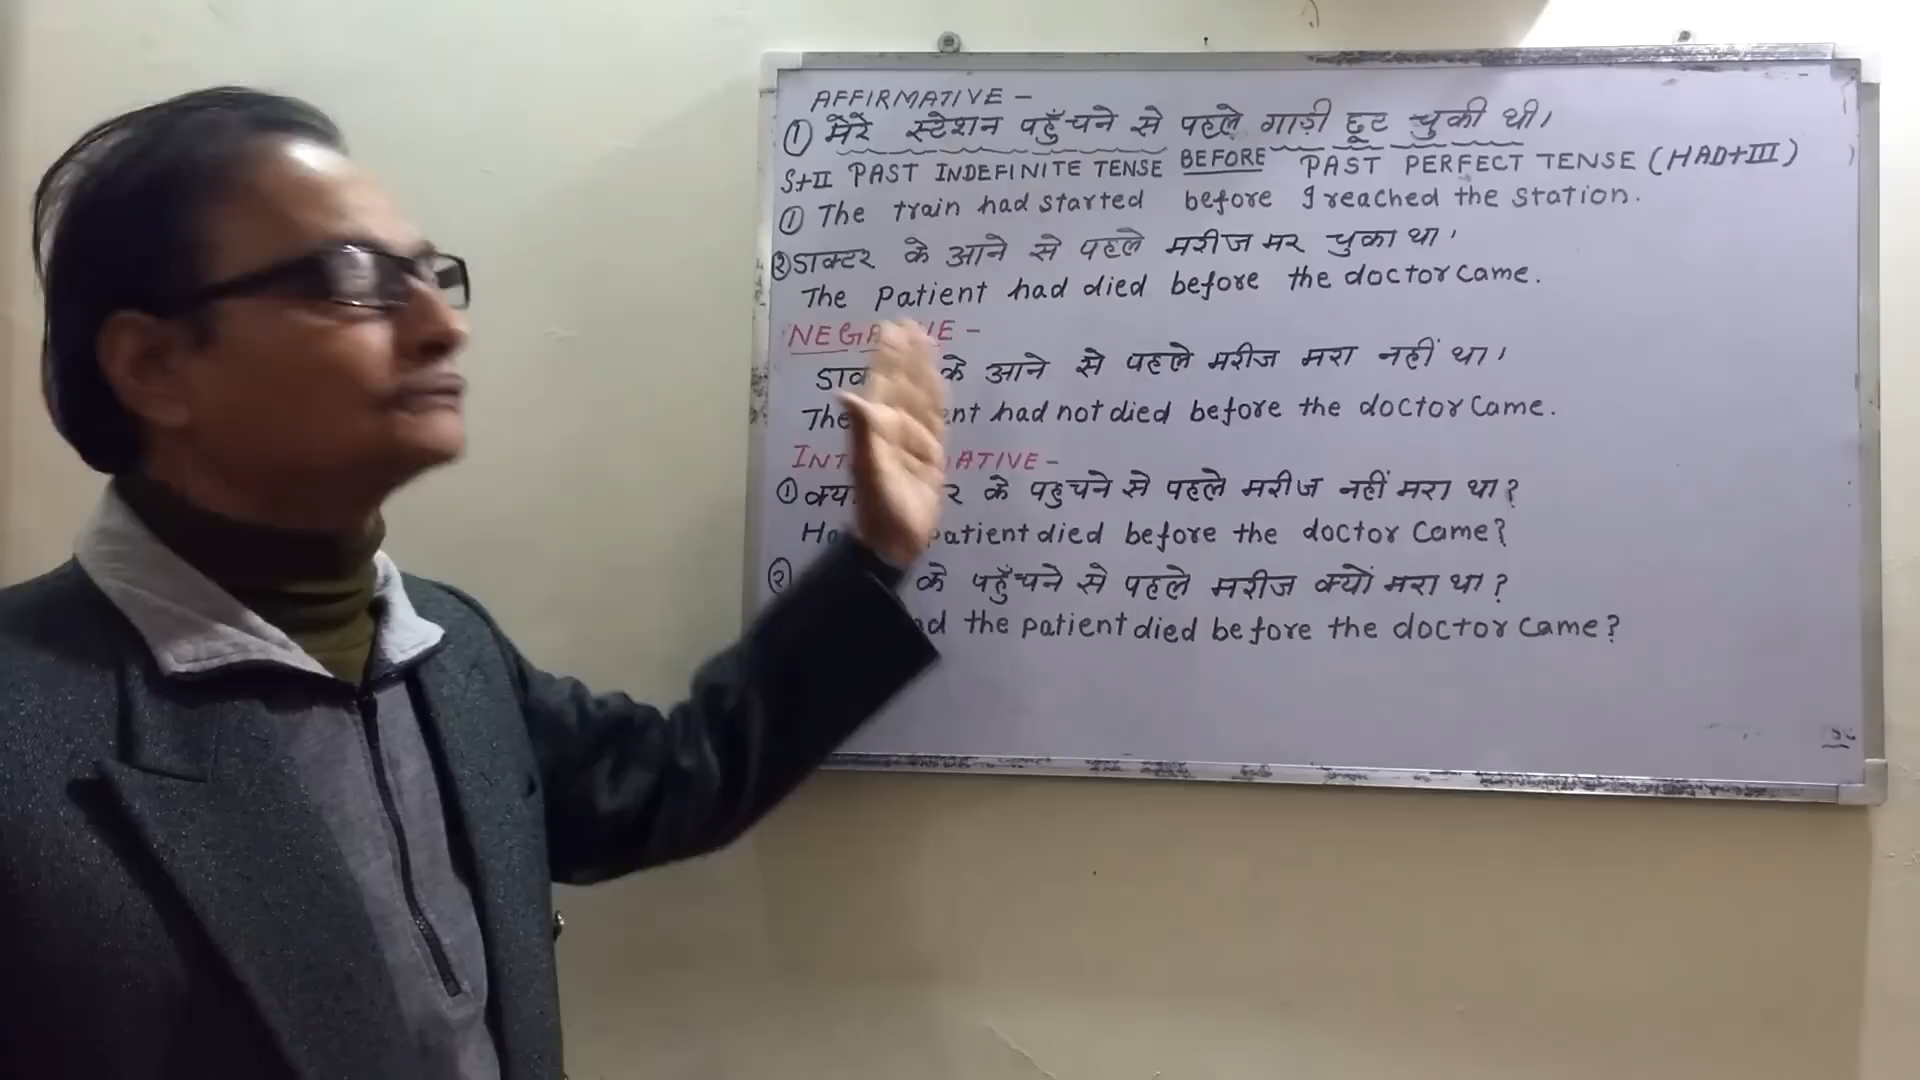 AFFIRMATIVE -
① मेरे स्टेशन पहुँचने से पहले गाड़ी छूट चुकी थी।
S+II PAST INDEFINITE TENSE BEFORE PAST PERFECT TENSE (HAD+III)
① The train had started before I reached the station.
② डाक्टर के आने से पहले मरीज मर चुका था।
The Patient had died before the doctor came.
NEGATIVE -
के आने से पहले मरीज मरा नहीं था।
The had not died before the doctor came.
① के पहुचने से पहले मरीज नहीं मरा था?
patient died before the doctor came?
② के पहुँचने से पहले मरीज क्यों मरा था?
the patient died before the doctor came?